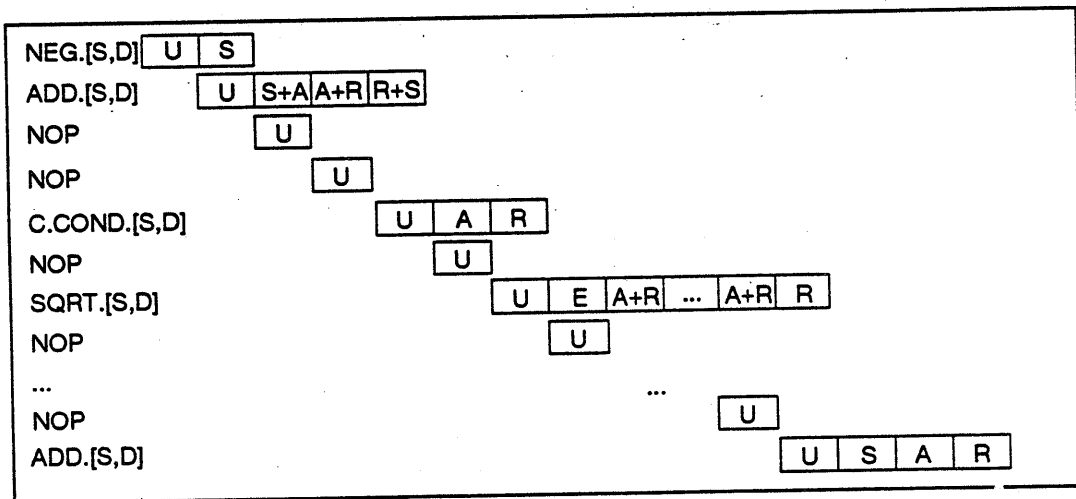 NEG.[S,D] U S
ADD.[S,D] U S+A A+R R+S
NOP U
NOP U
C.COND.[S,D] U A R
NOP U
SQRT.[S,D] U E A+R ... A+R R
NOP U
... ...
NOP U
ADD.[S,D] U S A R